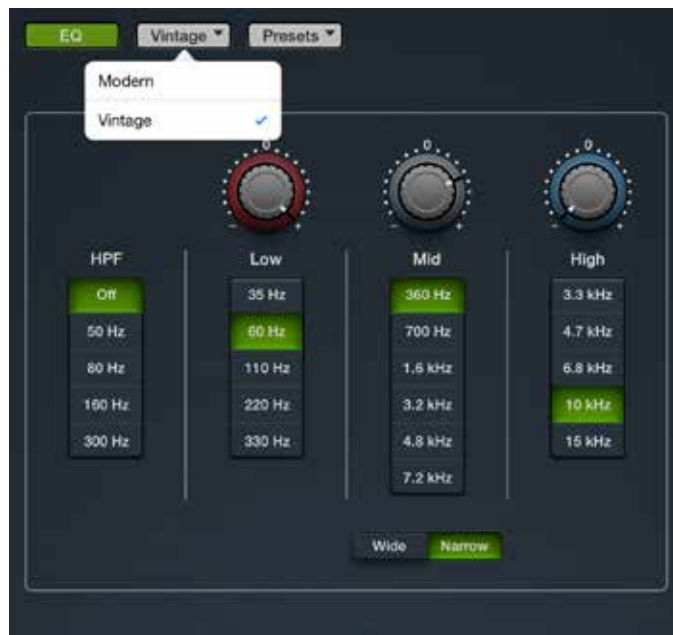 EQ Vintage Presets
Modern
Vintage
0 0 0
- + - + - +
HPF Low Mid High
Off 35 Hz 360 Hz 3.3 kHz
50 Hz 60 Hz 700 Hz 4.7 kHz
80 Hz 110 Hz 1.6 kHz 6.8 kHz
160 Hz 220 Hz 3.2 kHz 10 kHz
300 Hz 330 Hz 4.8 kHz 15 kHz
7.2 kHz
Wide Narrow